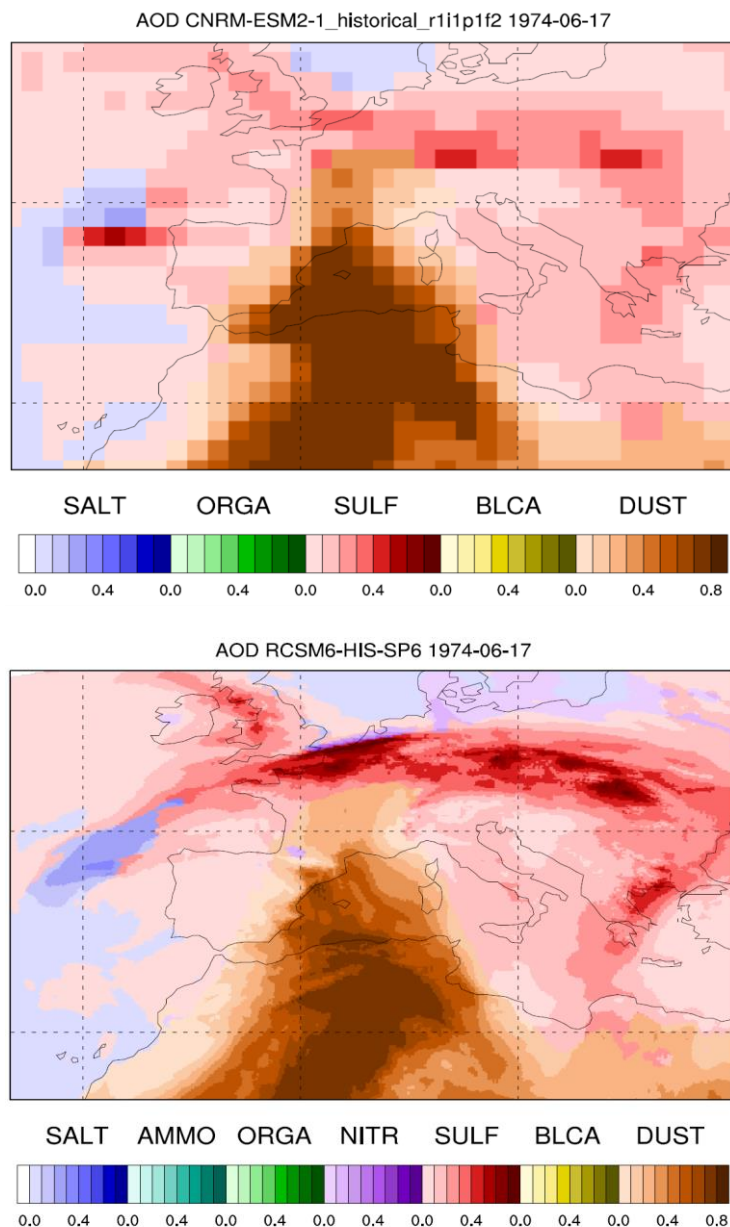 AOD CNRM-ESM2-1_historical_r1i1p1f2 1974-06-17
SALT ORGA SULF BLCA DUST
0.0 0.4 0.0 0.4 0.0 0.4 0.0 0.4 0.0 0.4 0.8
AOD RCSM6-HIS-SP6 1974-06-17
SALT AMMO ORGA NITR SULF BLCA DUST
0.0 0.4 0.0 0.4 0.0 0.4 0.0 0.4 0.0 0.4 0.0 0.4 0.0 0.4 0.8